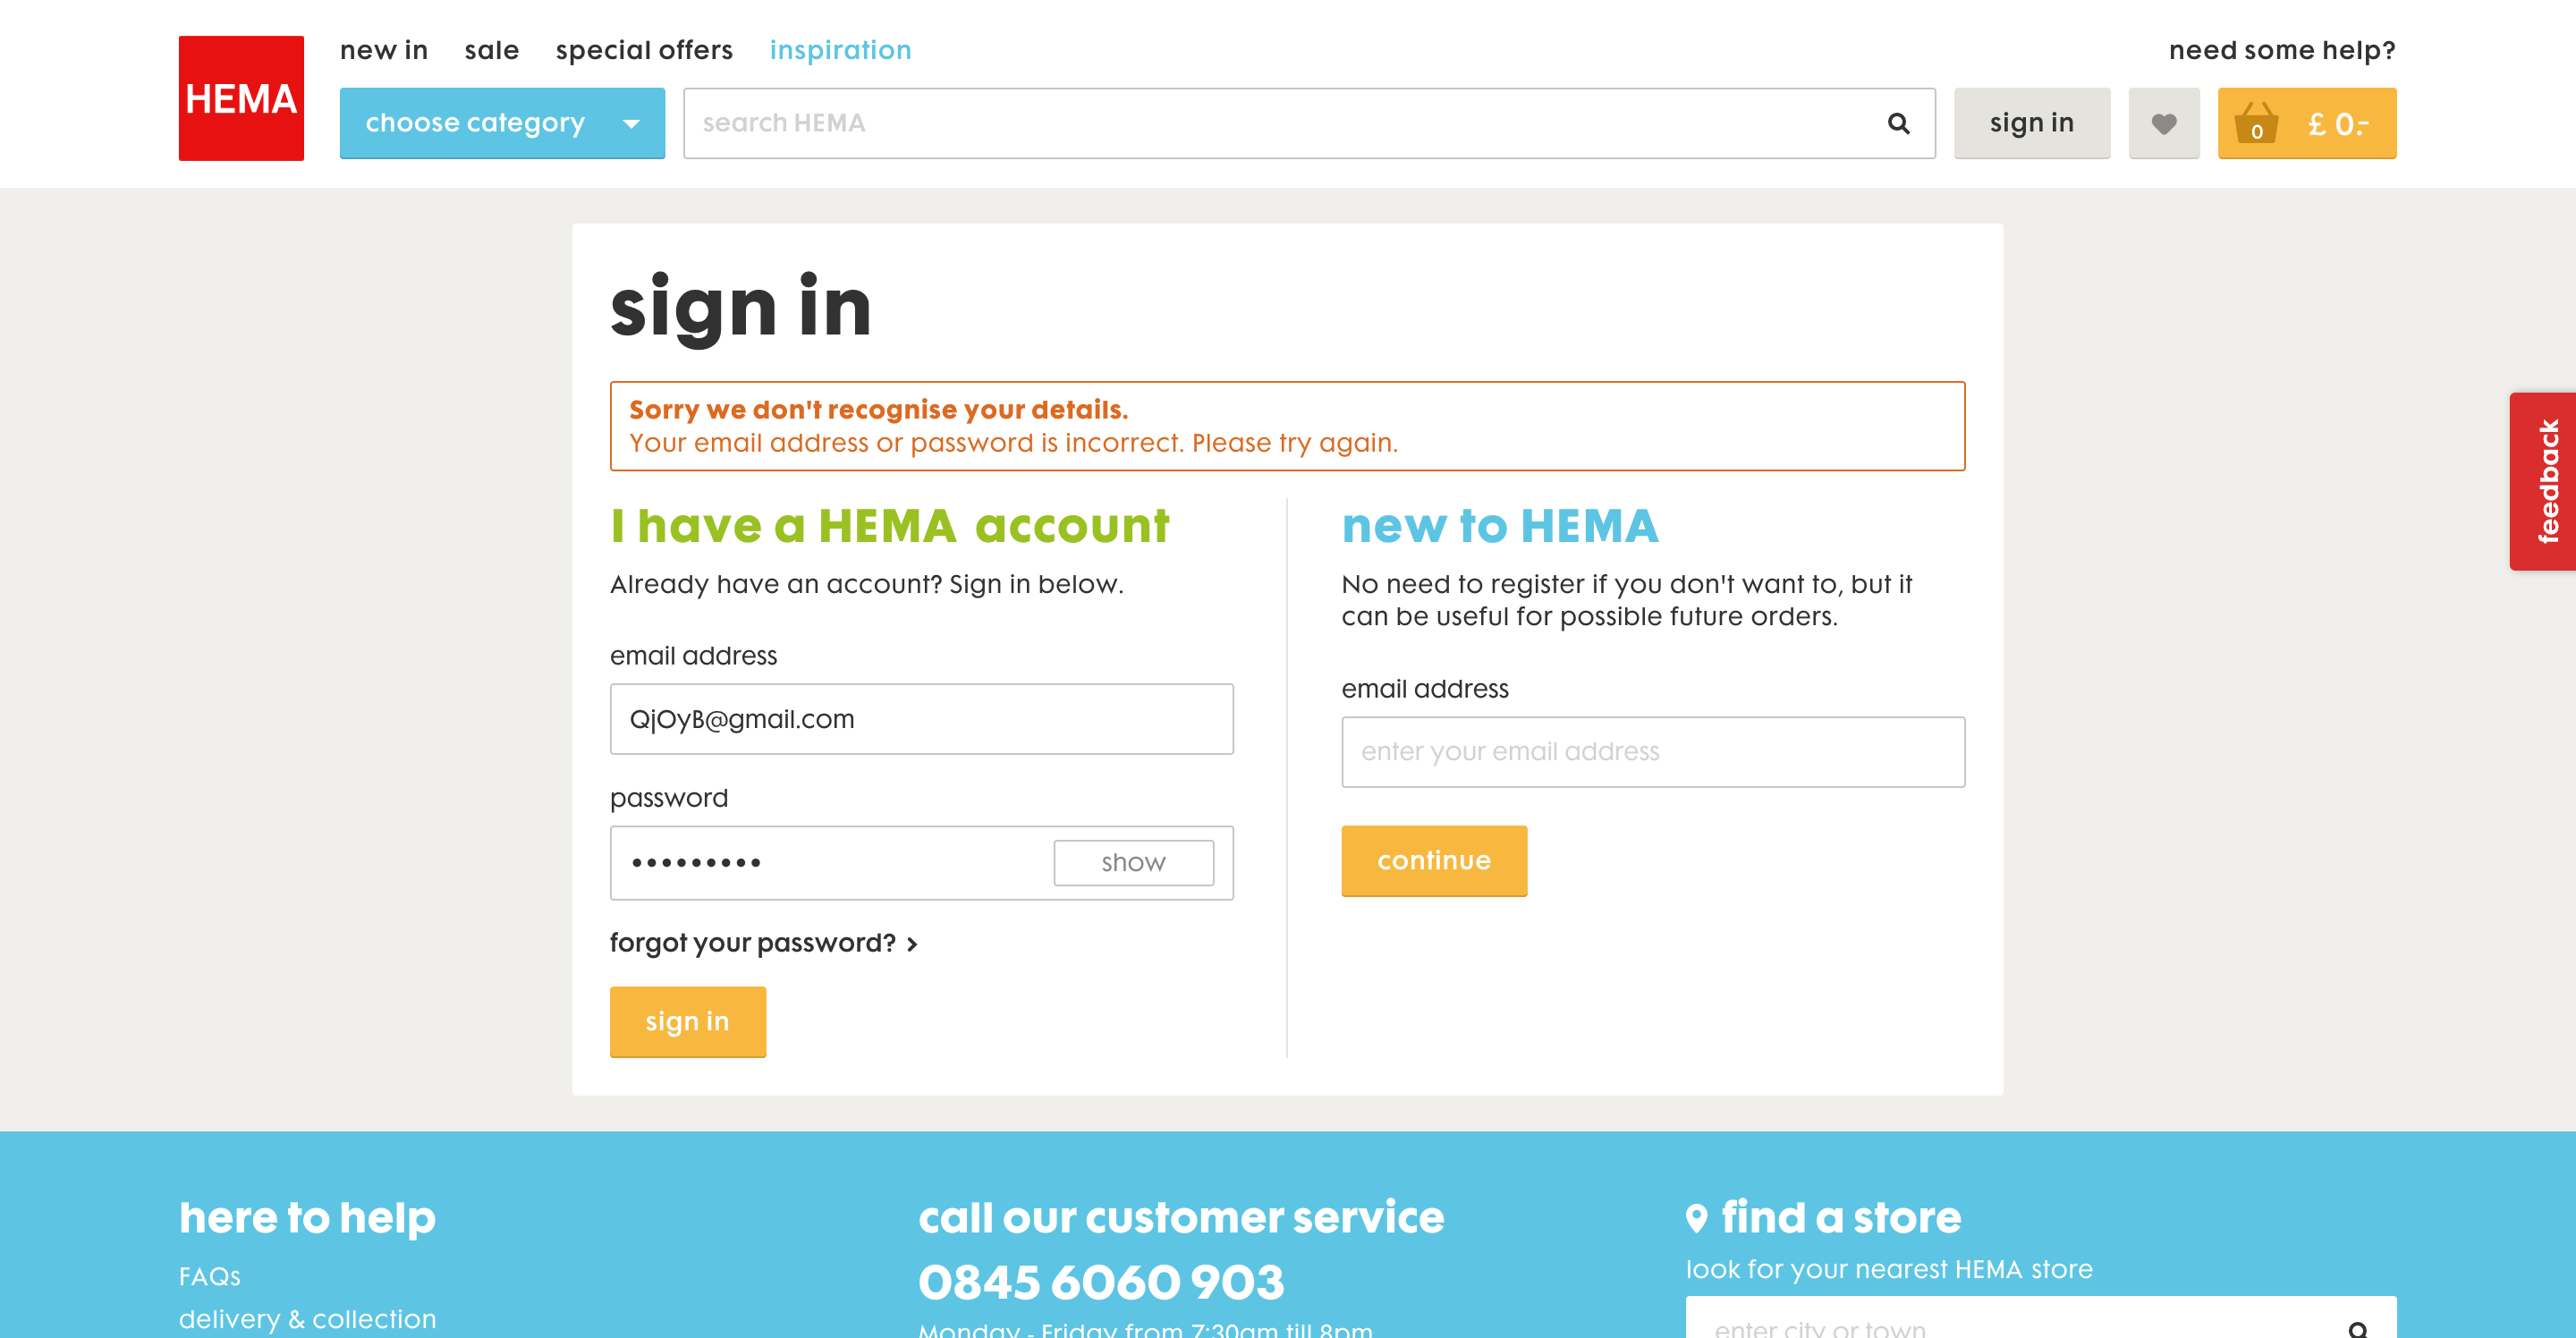 HEMA
new in sale special offers inspiration
need some help?
choose category
search HEMA
sign in
0
£ 0.-
sign in
Sorry we don't recognise your details.
Your email address or password is incorrect. Please try again.
I have a HEMA account
Already have an account? Sign in below.
email address
QjOyB@gmail.com
password
show
forgot your password?
sign in
new to HEMA
No need to register if you don't want to, but it
can be useful for possible future orders.
email address
enter your email address
continue
feedback
here to help
FAQs
delivery & collection
call our customer service
0845 6060 903
Monday - Friday from 7:30am till 8pm
find a store
look for your nearest HEMA store
enter city or town